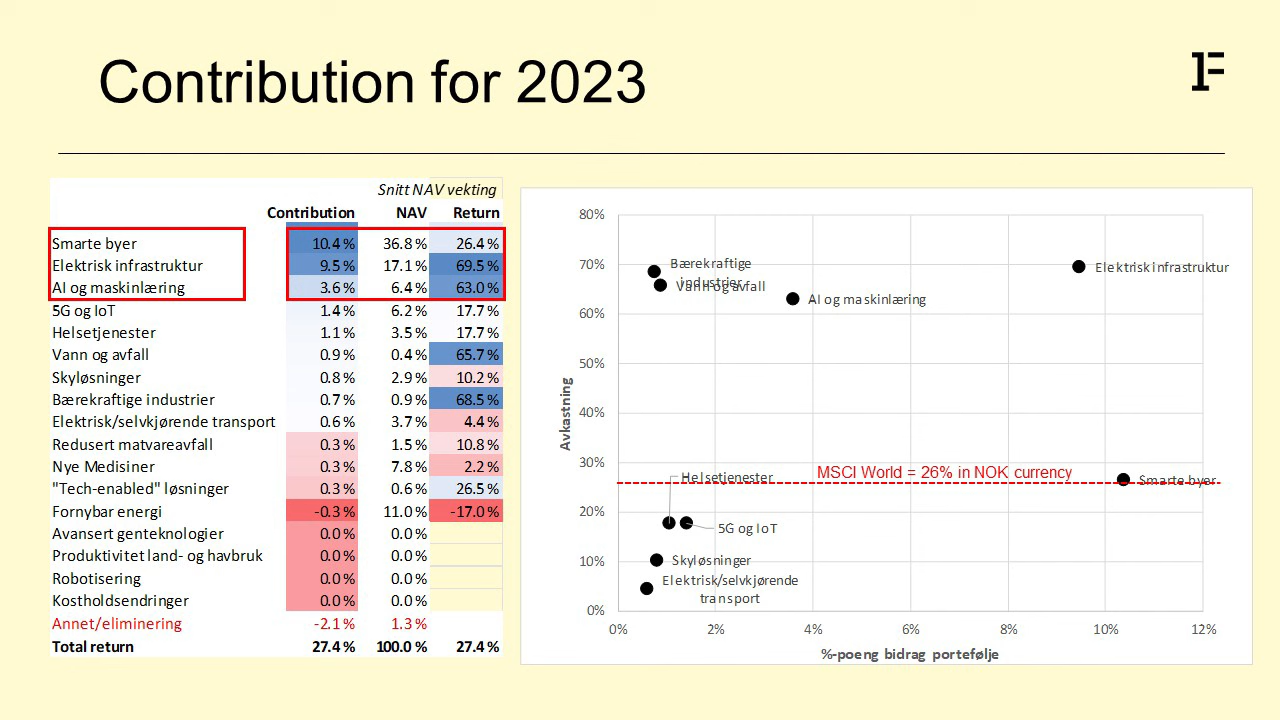 Contribution for 2023
1F
Snitt NAV vekting
Contribution NAV Return
Smarte byer 10.4 % 36.8 % 26.4 %
Elektrisk infrastruktur 9.5 % 17.1 % 69.5 %
AI og maskinlæring 3.6 % 6.4 % 63.0 %
5G og IoT 1.4 % 6.2 % 17.7 %
Helsetjenester 1.1 % 3.5 % 17.7 %
Vann og avfall 0.9 % 0.4 % 65.7 %
Skyløsninger 0.8 % 2.9 % 10.2 %
Bærekraftige industrier 0.7 % 0.9 % 68.5 %
Elektrisk/selvkjørende transport 0.6 % 3.7 % 4.4 %
Redusert matvareavfall 0.3 % 1.5 % 10.8 %
Nye Medisiner 0.3 % 7.8 % 2.2 %
"Tech-enabled" løsninger 0.3 % 0.6 % 26.5 %
Fornybar energi -0.3 % 11.0 % -17.0 %
Avansert genteknologier 0.0 % 0.0 %
Produktivitet land- og havbruk 0.0 % 0.0 %
Robotisering 0.0 % 0.0 %
Kostholdsendringer 0.0 % 0.0 %
Annet/eliminering -2.1 % 1.3 %
Total return 27.4 % 100.0 % 27.4 %
80%
70%
60%
50%
40%
30%
20%
10%
0%
Avkastning
Bærekraftige
industrier
Vann og avfall
AI og maskinlæring
Elektrisk infrastruktur
MSCI World = 26% in NOK currency
Helsetjenester
Smarte byer
5G og IoT
Skyløsninger
Elektrisk/selvkjørende
transport
0% 2% 4% 6% 8% 10% 12%
%-poeng bidrag portefølje